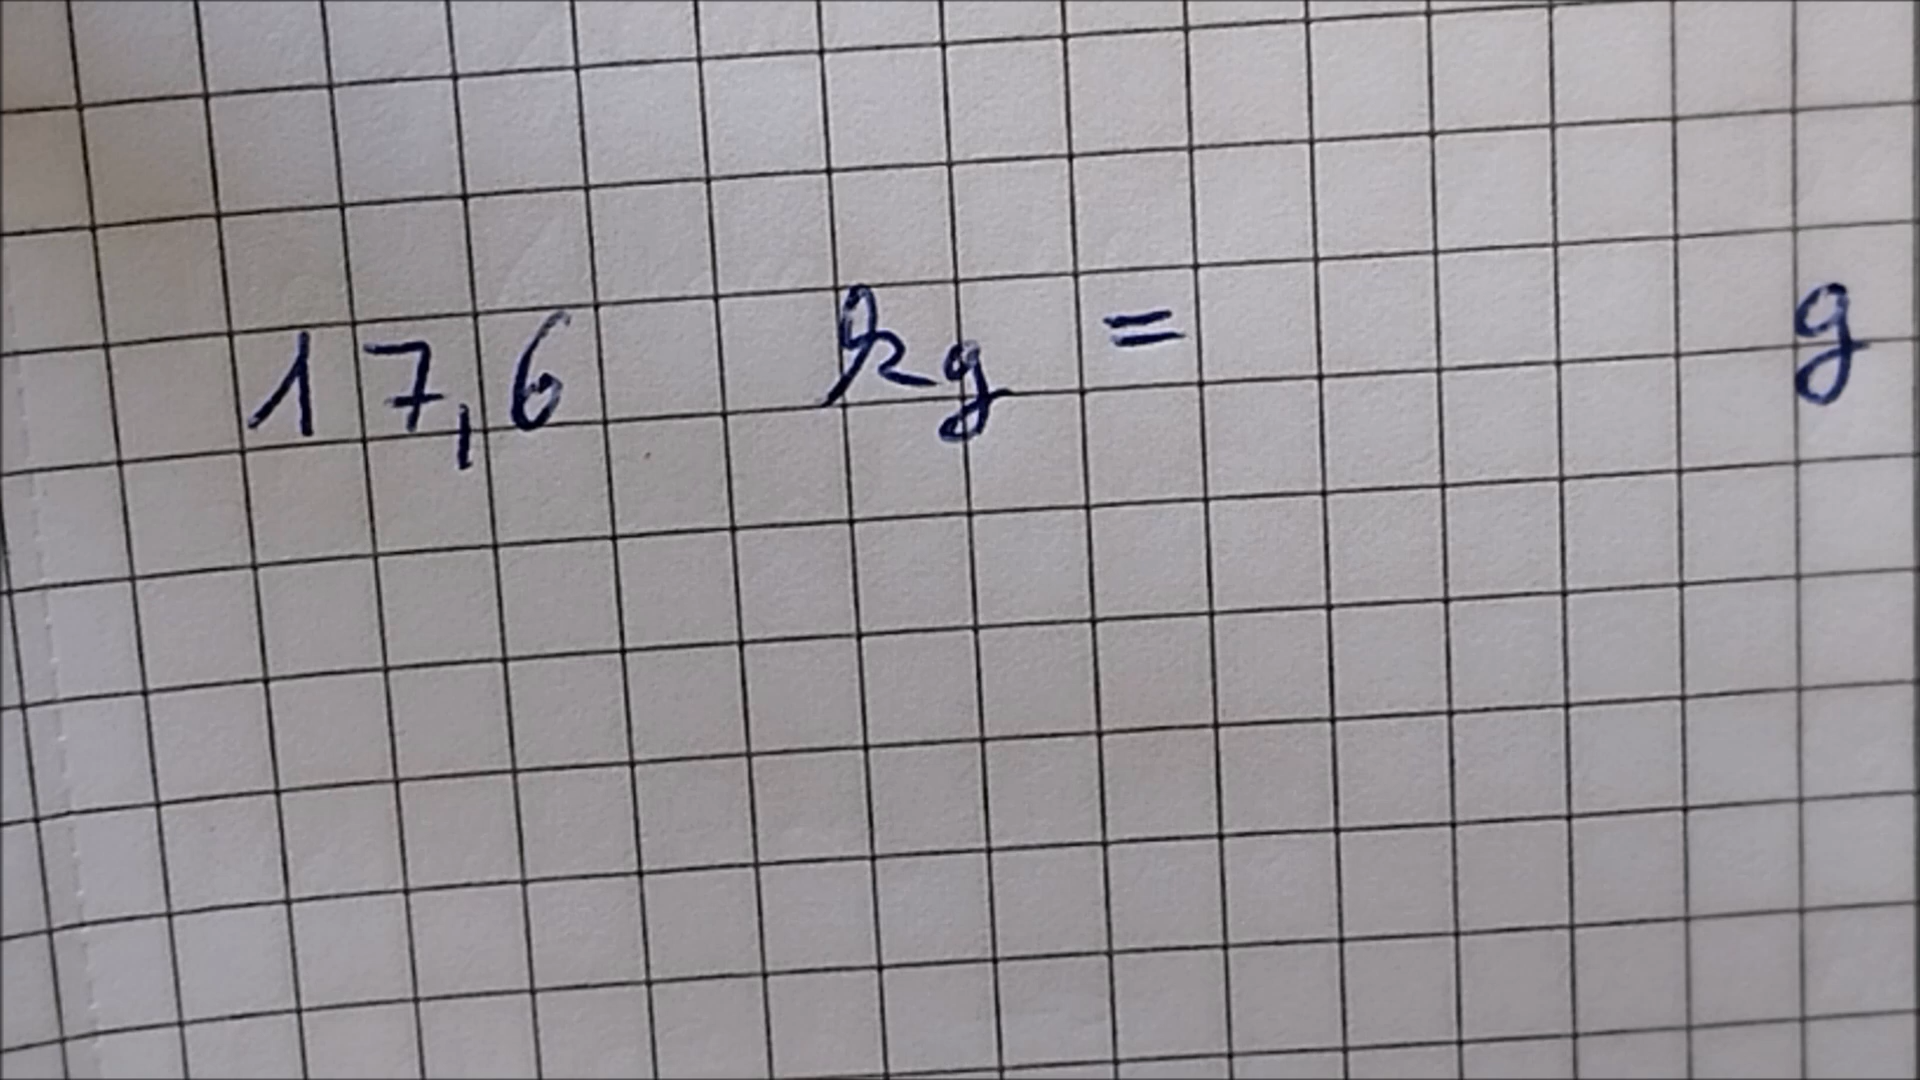 17,6 kg = g